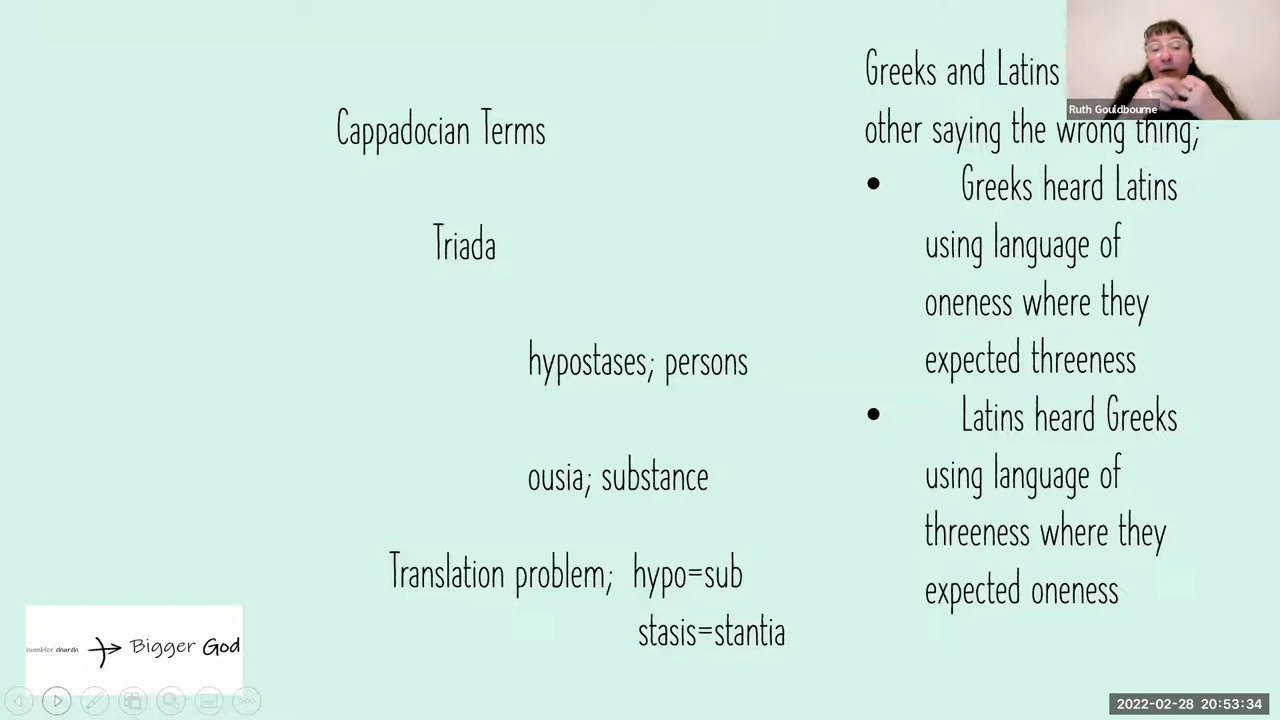 Cappadocian Terms
Triada
hypostases; persons
ousia; substance
Translation problem; hypo=sub
stasis=stantia
Greeks and Latins
other saying the wrong thing;
• Greeks heard Latins
using language of
oneness where they
expected threeness
• Latins heard Greeks
using language of
threeness where they
expected oneness
Ruth Gouldbourne
humbler church Bigger God
2022-02-28 20:53:34